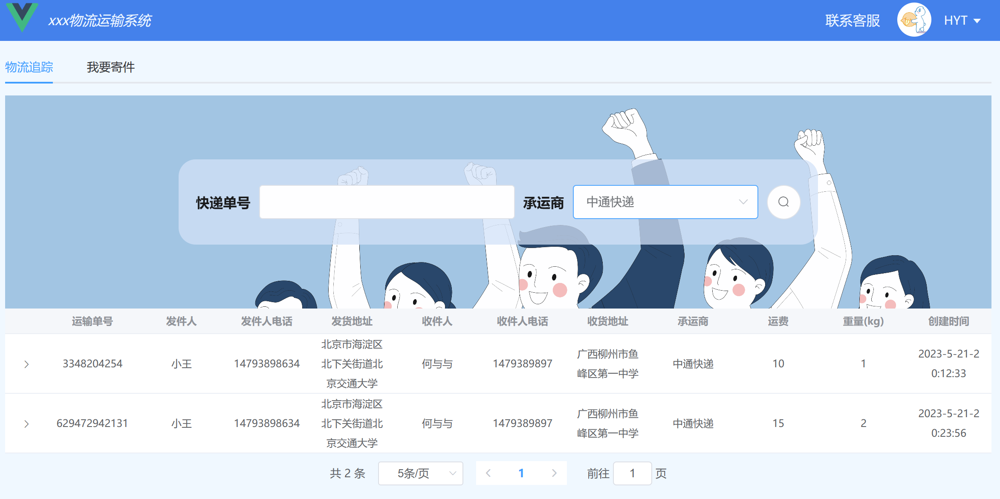 xxx物流运输系统 联系客服 HYT
物流追踪 我要寄件
快递单号 承运商 中通快递
运输单号 发件人 发件人电话 发货地址 收件人 收件人电话 收货地址 承运商 运费 重量(kg) 创建时间
3348204254 小王 14793898634 北京市海淀区北下关街道北京交通大学 何与与 1479389897 广西柳州市鱼峰区第一中学 中通快递 10 1 2023-5-21-20:12:33
629472942131 小王 14793898634 北京市海淀区北下关街道北京交通大学 何与与 1479389897 广西柳州市鱼峰区第一中学 中通快递 15 2 2023-5-21-20:23:56
共 2 条 5条/页 1 前往 1 页